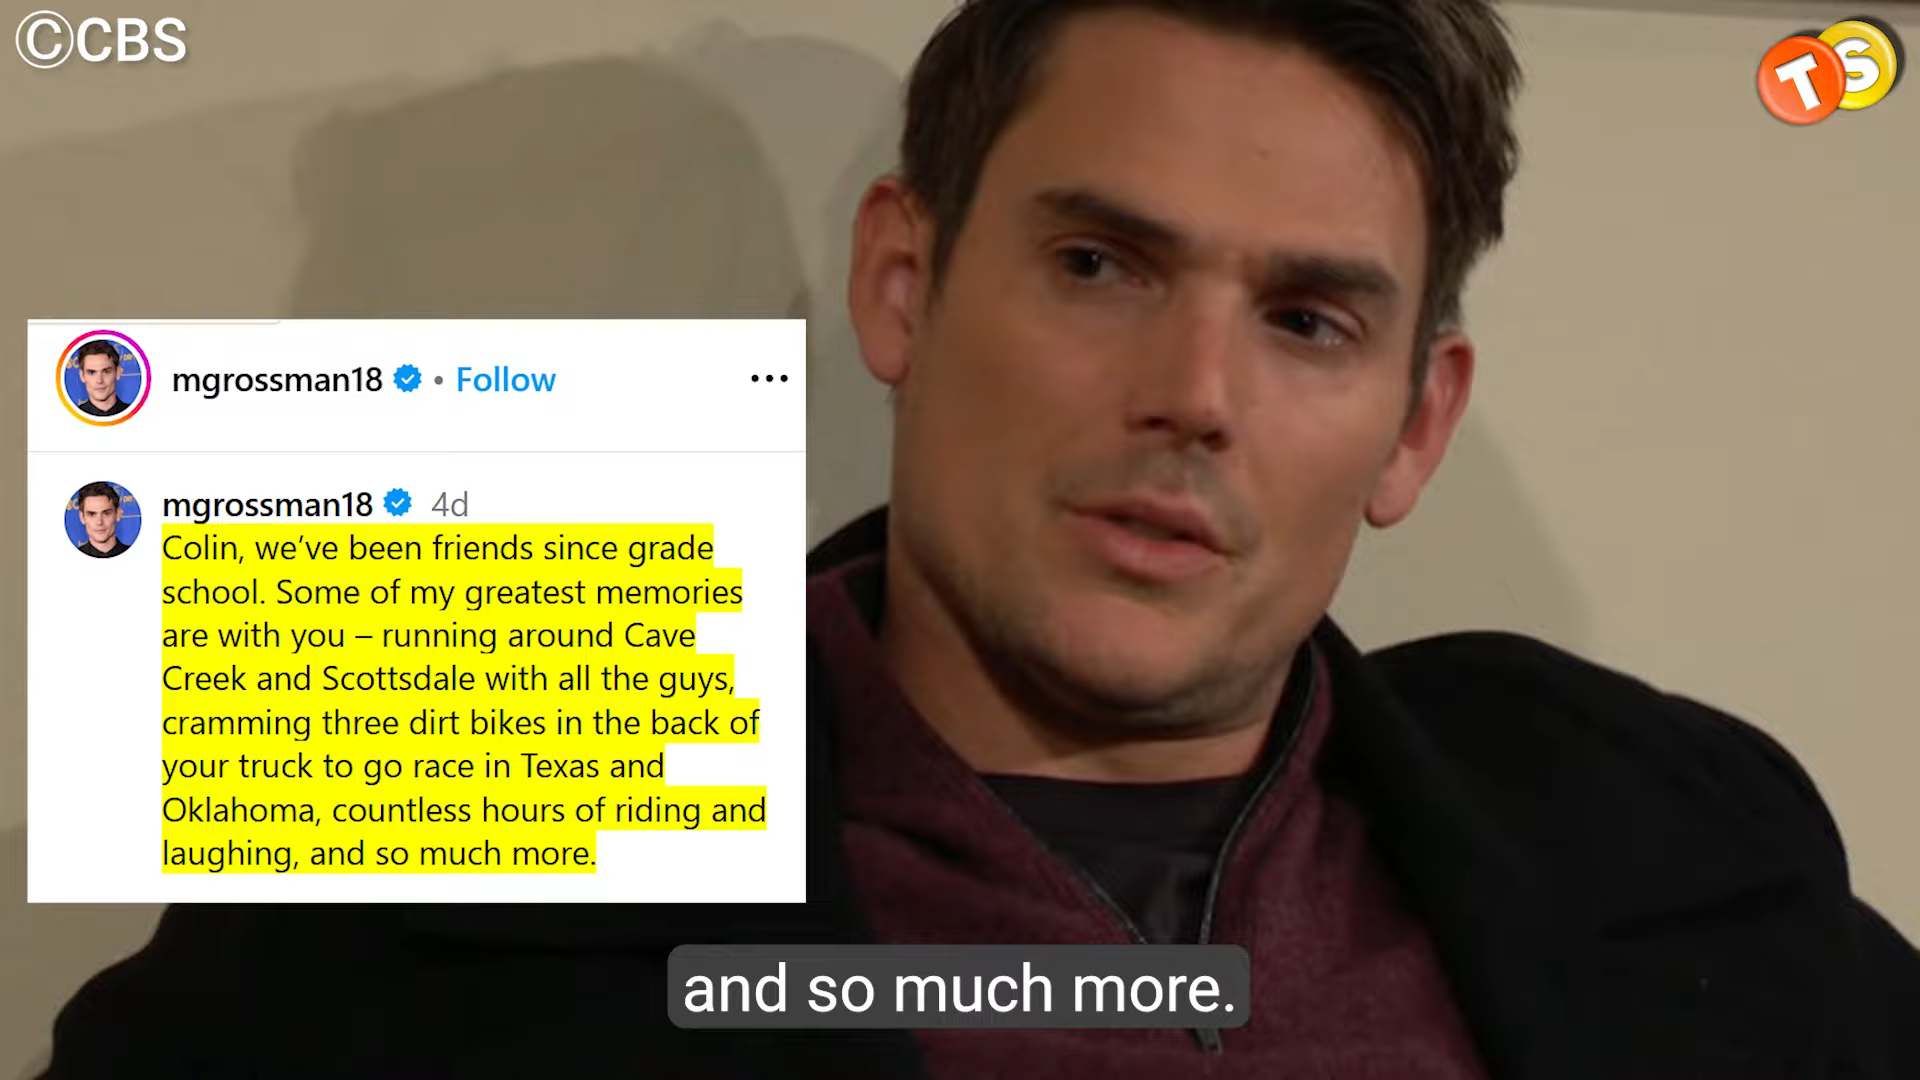 ©CBS
TS
mgrossman18 • Follow
mgrossman18 4d
Colin, we’ve been friends since grade
school. Some of my greatest memories
are with you – running around Cave
Creek and Scottsdale with all the guys,
cramming three dirt bikes in the back of
your truck to go race in Texas and
Oklahoma, countless hours of riding and
laughing, and so much more.
and so much more.